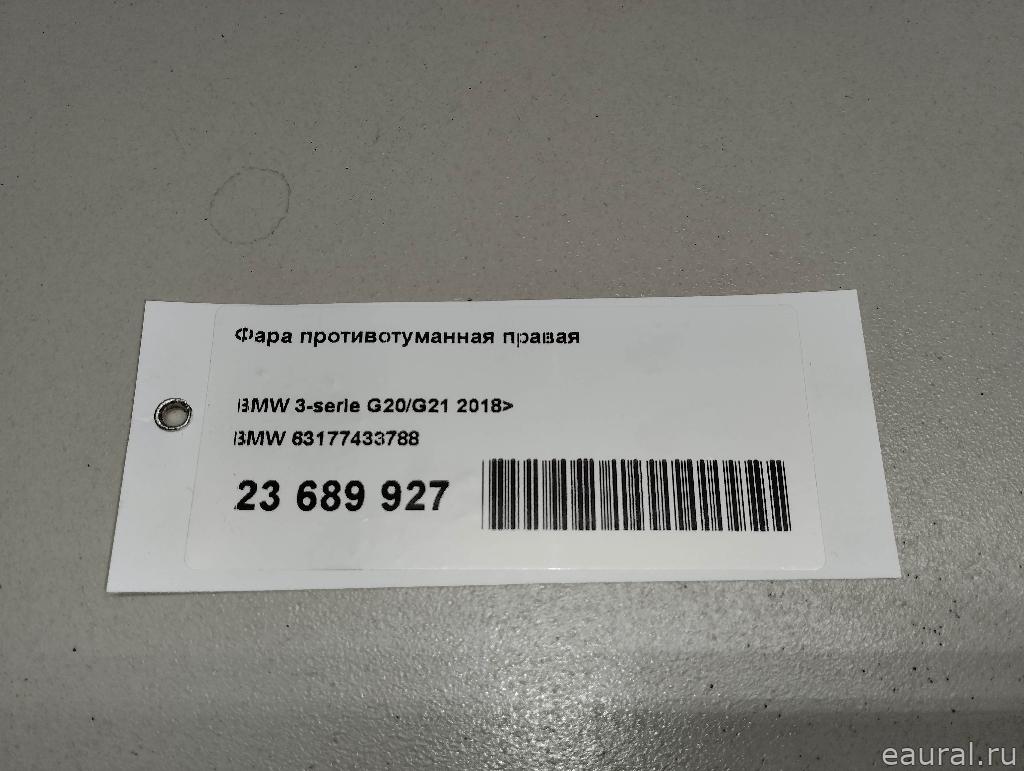 Фара противотуманная правая
BMW 3-serie G20/G21 2018>
BMW 63177433788
23 689 927
eaural.ru